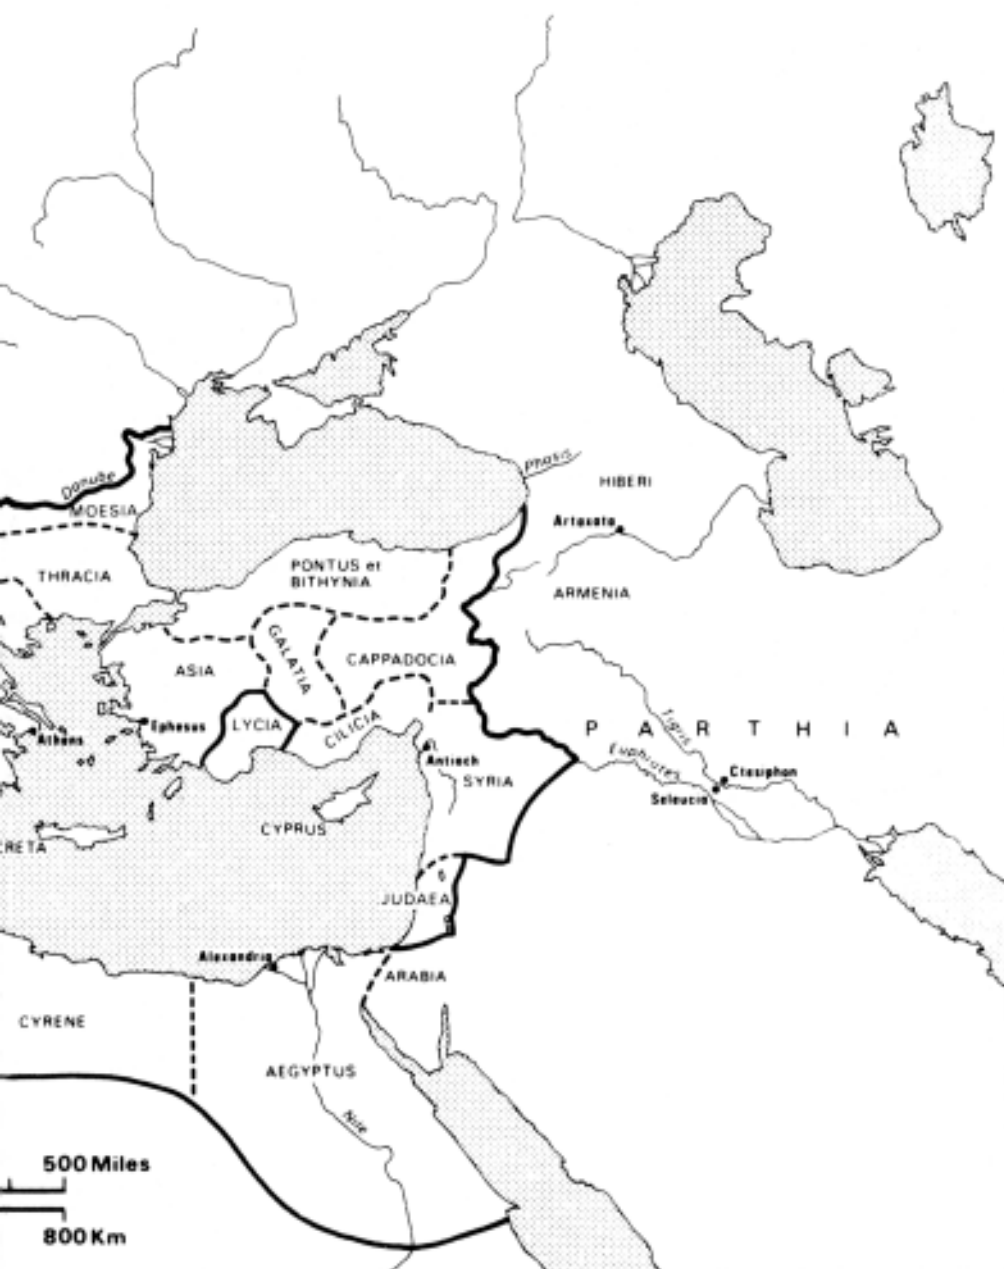 Phasis
HIBERI
Danube
MOESIA
Artaxata
PONTUS et
BITHYNIA
THRACIA
ARMENIA
GALATIA
ASIA
CAPPADOCIA
Ephesus
LYCIA
CILICIA
PARTHIA
Tigris
Athens
Euphrates
Antioch
Ctesiphon
SYRIA
Seleucia
CYPRUS
CRETA
JUDAEA
Alexandria
ARABIA
CYRENE
AEGYPTUS
Nile
500 Miles
800 Km